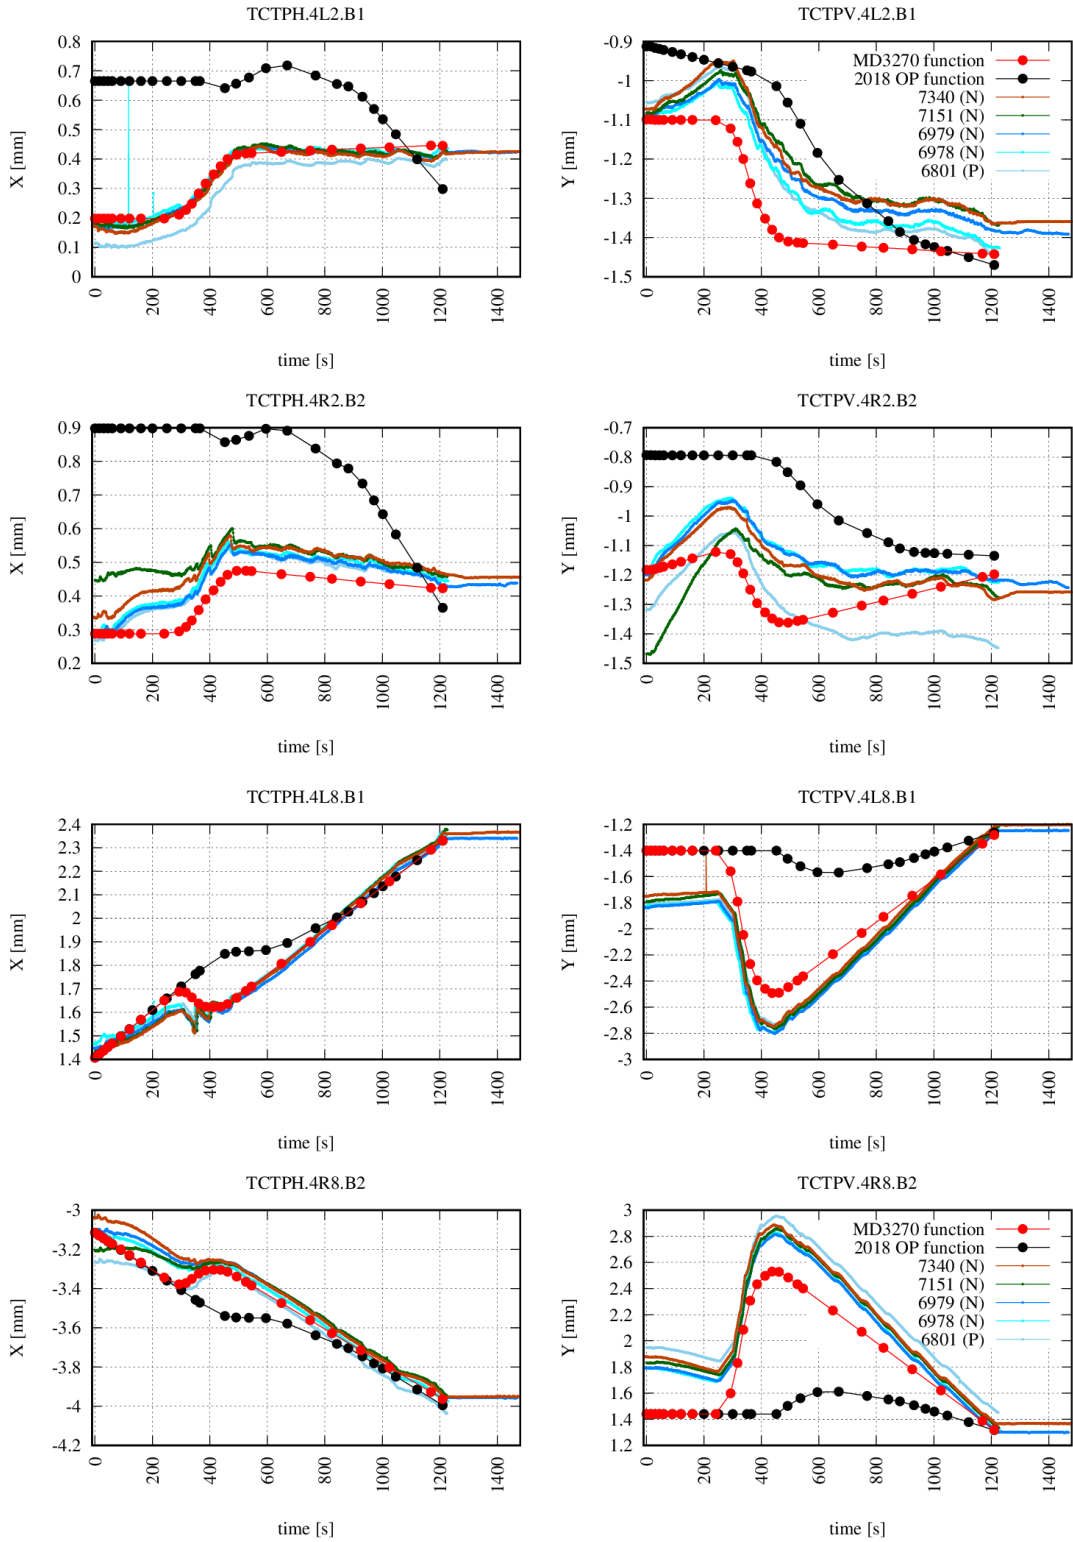 TCTPH.4L2.B1
0.8
0.7
0.6
0.5
0.4
0.3
0.2
0.1
0
X [mm]
0 200 400 600 800 1000 1200 1400
time [s]
TCTPV.4L2.B1
-0.9
-1
-1.1
-1.2
-1.3
-1.4
-1.5
Y [mm]
MD3270 function
2018 OP function
7340 (N)
7151 (N)
6979 (N)
6978 (N)
6801 (P)
0 200 400 600 800 1000 1200 1400
time [s]
TCTPH.4R2.B2
0.9
0.8
0.7
0.6
0.5
0.4
0.3
0.2
X [mm]
0 200 400 600 800 1000 1200 1400
time [s]
TCTPV.4R2.B2
-0.7
-0.8
-0.9
-1
-1.1
-1.2
-1.3
-1.4
-1.5
Y [mm]
0 200 400 600 800 1000 1200 1400
time [s]
TCTPH.4L8.B1
2.4
2.3
2.2
2.1
2
1.9
1.8
1.7
1.6
1.5
1.4
X [mm]
0 200 400 600 800 1000 1200 1400
time [s]
TCTPV.4L8.B1
-1.2
-1.4
-1.6
-1.8
-2
-2.2
-2.4
-2.6
-2.8
-3
Y [mm]
0 200 400 600 800 1000 1200 1400
time [s]
TCTPH.4R8.B2
-3
-3.2
-3.4
-3.6
-3.8
-4
-4.2
X [mm]
0 200 400 600 800 1000 1200 1400
time [s]
TCTPV.4R8.B2
3
2.8
2.6
2.4
2.2
2
1.8
1.6
1.4
1.2
Y [mm]
MD3270 function
2018 OP function
7340 (N)
7151 (N)
6979 (N)
6978 (N)
6801 (P)
0 200 400 600 800 1000 1200 1400
time [s]